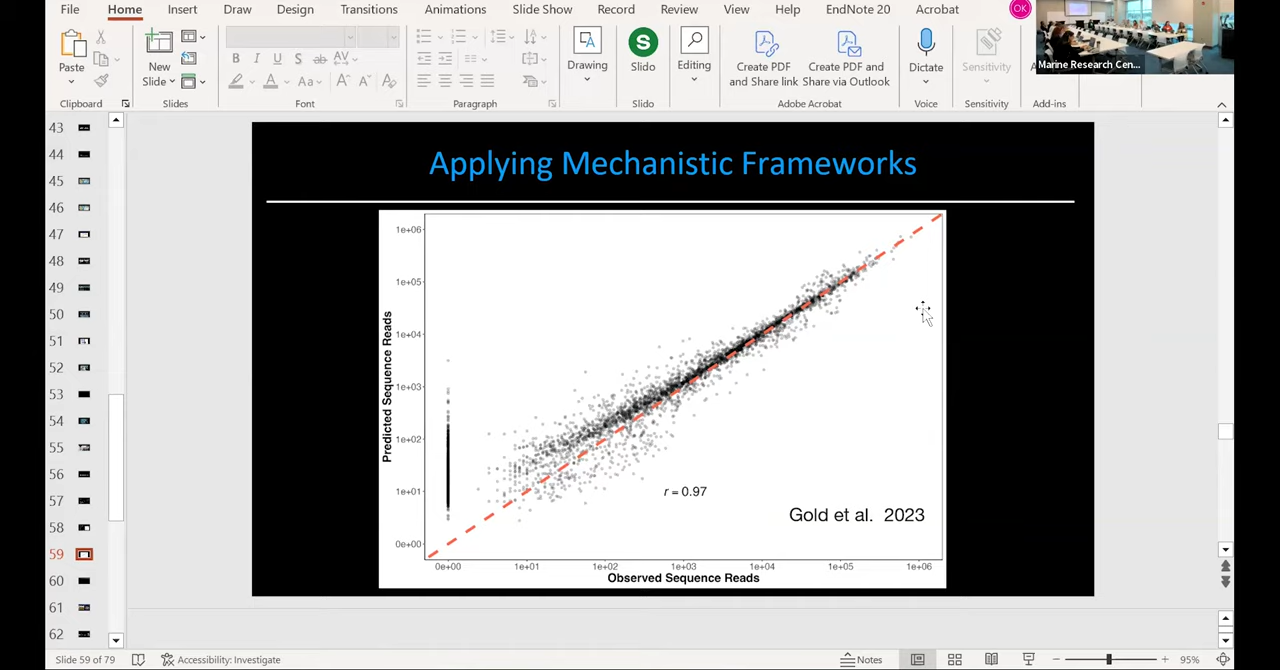 File Home Insert Draw Design Transitions Animations Slide Show Record Review View Help EndNote 20 Acrobat
OK
Marine Research Cen...
Paste
New
Slide
B I U S ab AV
Aa A A
Drawing
Slido
S
Editing
Create PDF
and Share link
Create PDF and
Share via Outlook
Dictate
Sensitivity
Clipboard Slides Font Paragraph Slido Adobe Acrobat Voice Sensitivity Add-ins
43
44
45
46
47
48
49
50
51
52
53
54
55
56
57
58
59
60
61
62
Applying Mechanistic Frameworks
Predicted Sequence Reads
1e+06
1e+05
1e+04
1e+03
1e+02
1e+01
0e+00
r = 0.97
Gold et al. 2023
0e+00 1e+01 1e+02 1e+03 1e+04 1e+05 1e+06
Observed Sequence Reads
Slide 59 of 79 Accessibility: Investigate Notes 95%